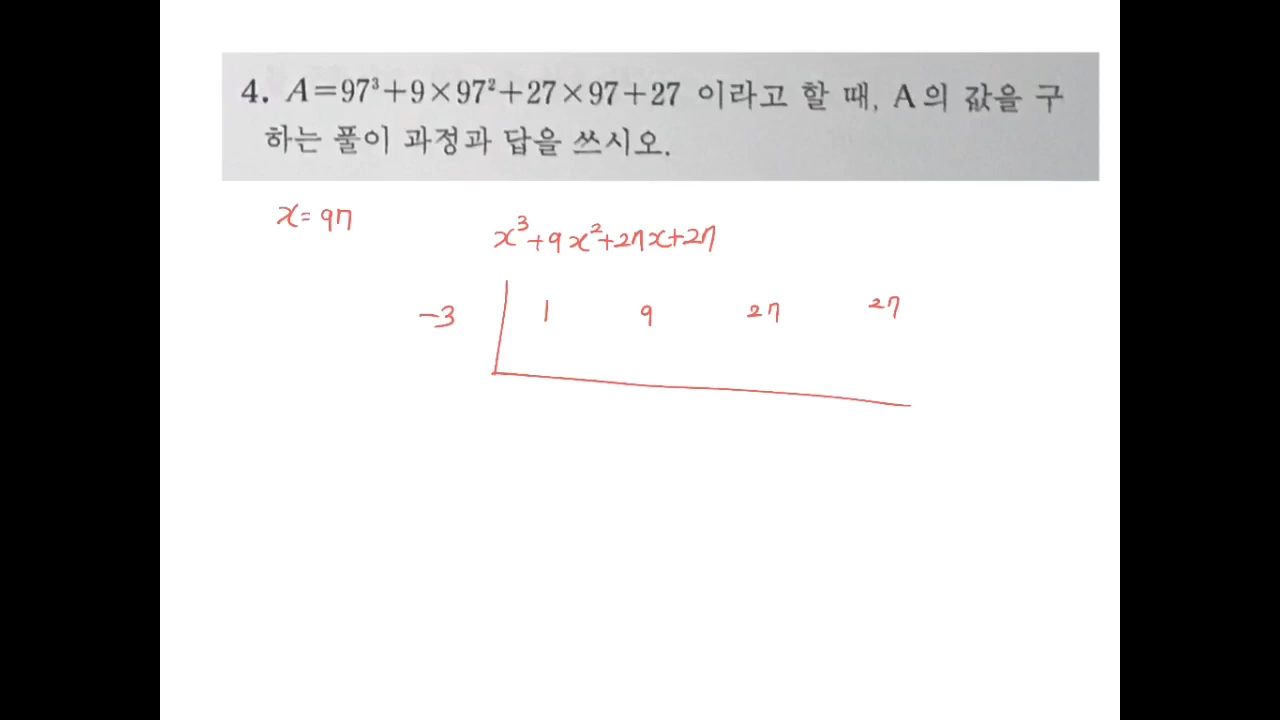 4. A=97³+9×97²+27×97+27 이라고 할 때, A의 값을 구
하는 풀이 과정과 답을 쓰시오.
x=97
x³+9x²+27x+27
-3 1 9 27 27